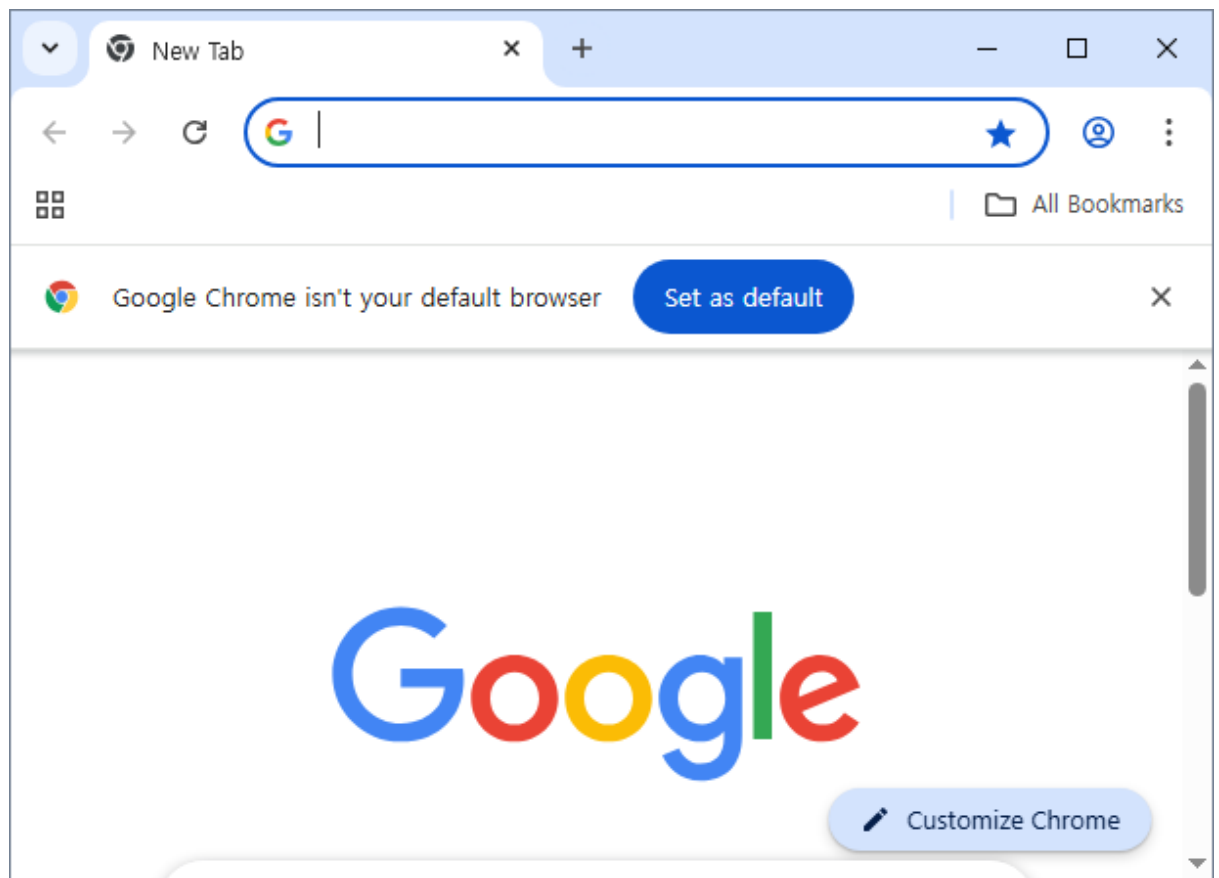 New Tab
All Bookmarks
Google Chrome isn't your default browser
Set as default
Google
Customize Chrome